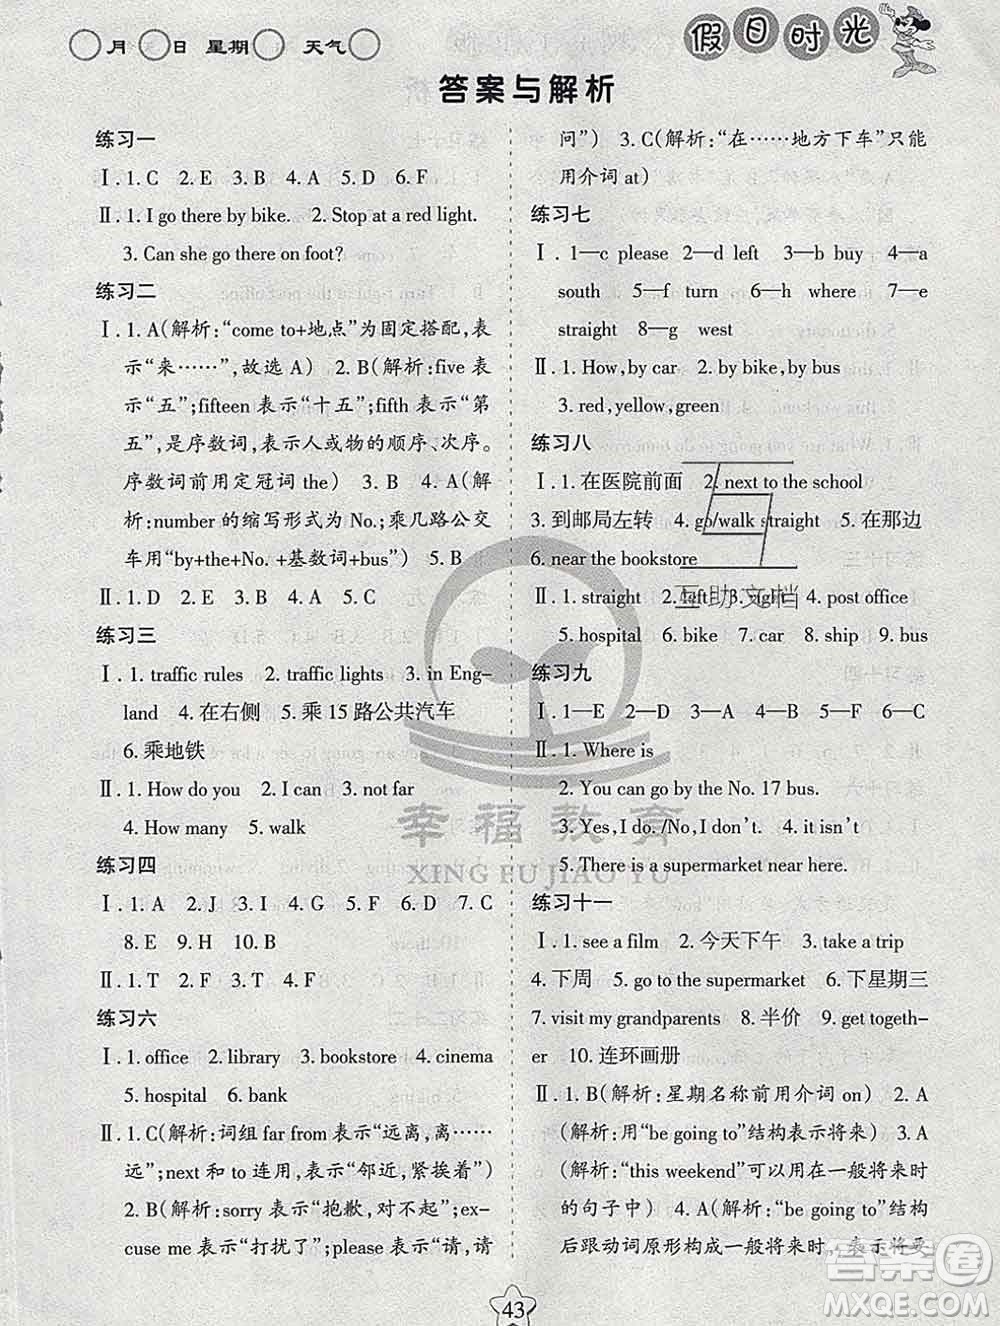 月 日 星期 天气
假日时光
答案与解析
练习一
Ⅰ.1. C 2. E 3. B 4. A 5. D 6. F
Ⅱ.1. I go there by bike. 2. Stop at a red light.
3. Can she go there on foot?
练习二
Ⅰ.1. A(解析:“come to+地点”为固定搭配,表
示“来……”,故选A) 2. B(解析:five 表
示“五”;fifteen 表示“十五”;fifth 表示“第
五”,是序数词,表示人或物的顺序、次序。
序数词前用定冠词 the) 3. B 4. A(解
析:number 的缩写形式为 No.;乘几路公交
车用“by+the+No. +基数词+bus”) 5. B
Ⅱ.1. D 2. E 3. B 4. A 5. C
练习三
Ⅰ.1. traffic rules 2. traffic lights 3. in Eng-
land 4. 在右侧 5. 乘 15 路公共汽车
6. 乘地铁
Ⅱ.1. How do you 2. and 3. not far
4. How many 5. walk
练习四
Ⅰ.1. A 2. J 3. I 4. G 5. F 6. D 7. C
8. E 9. H 10. B
Ⅱ.1. T 2. F 3. F 4. T 5. T
练习六
Ⅰ.1. office 2. library 3. bookstore 4. cinema
5. hospital 6. bank
Ⅱ.1. C(解析:词组 far from 表示“远离,离……
远”;next 和 to 连用,表示“邻近,紧挨着”)
2. B(解析:sorry 表示“抱歉,对不起”;ex-
cuse me 表示“打扰了”;please 表示“请,请
问”) 3. C(解析:“在……地方下车”只能
用介词 at)
练习七
Ⅰ.1—c please 2—d left 3—b buy 4—a
south 5—f turn 6—h where 7—e
straight 8—g west
Ⅱ.1. How,by car 2. by bike,by bus
3. red,yellow,green
练习八
Ⅰ.1. 在医院前面 2. next to the school
3. 到邮局左转 4. go/walk straight 5. 在那边
6. near the bookstore
Ⅱ.1. straight 2. left 3. right 4. post office
5. hospital 6. bike 7. car 8. ship 9. bus
练习九
Ⅰ.1—E 2—D 3—A 4—B 5—F 6—C
Ⅱ.1. Where is
2. You can go by the No. 17 bus.
3. Yes,I do. /No,I don't. 4. it isn't
5. There is a supermarket near here.
练习十一
Ⅰ.1. see a film 2. 今天下午 3. take a trip
4. 下周 5. go to the supermarket 6. 下星期三
7. visit my grandparents 8. 半价 9. get togeth-
er 10. 连环画册
Ⅱ.1. B(解析:星期名称前用介词 on) 2. A
(解析:用“be going to”结构表示将来) 3. A
(解析:“this weekend”可以用在一般将来时
的句子中) 4. A(解析:“be going to”结构
后跟动词原形构成一般将来时,表示将要
互助文档
幸福教育
XING FU JIAO YU
43
答案圈
MXQE.COM